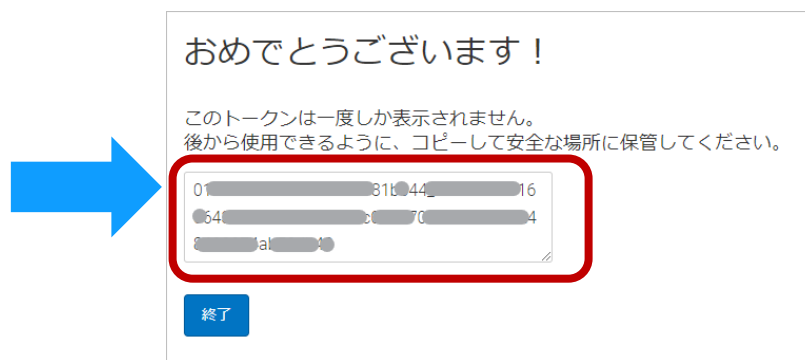 おめでとうございます！
このトークンは一度しか表示されません。
後から使用できるように、コピーして安全な場所に保管してください。
終了